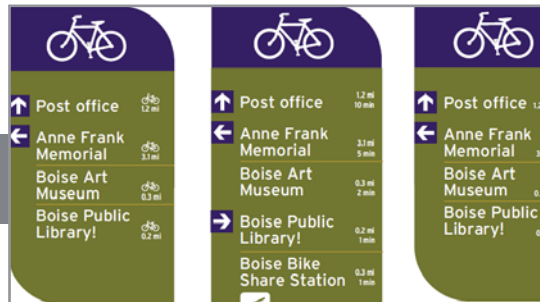 Post office
1.2 mi
Anne Frank
Memorial
3.1 mi
Boise Art
Museum
0.3 mi
Boise Public
Library!
0.2 mi
Post office
1.2 mi
10 min
Anne Frank
Memorial
3.1 mi
5 min
Boise Art
Museum
0.3 mi
2 min
Boise Public
Library!
0.2 mi
1 min
Boise Bike
Share Station
0.3 mi
1 min
Post office
Anne Frank
Memorial
Boise Art
Museum
Boise Public
Library!